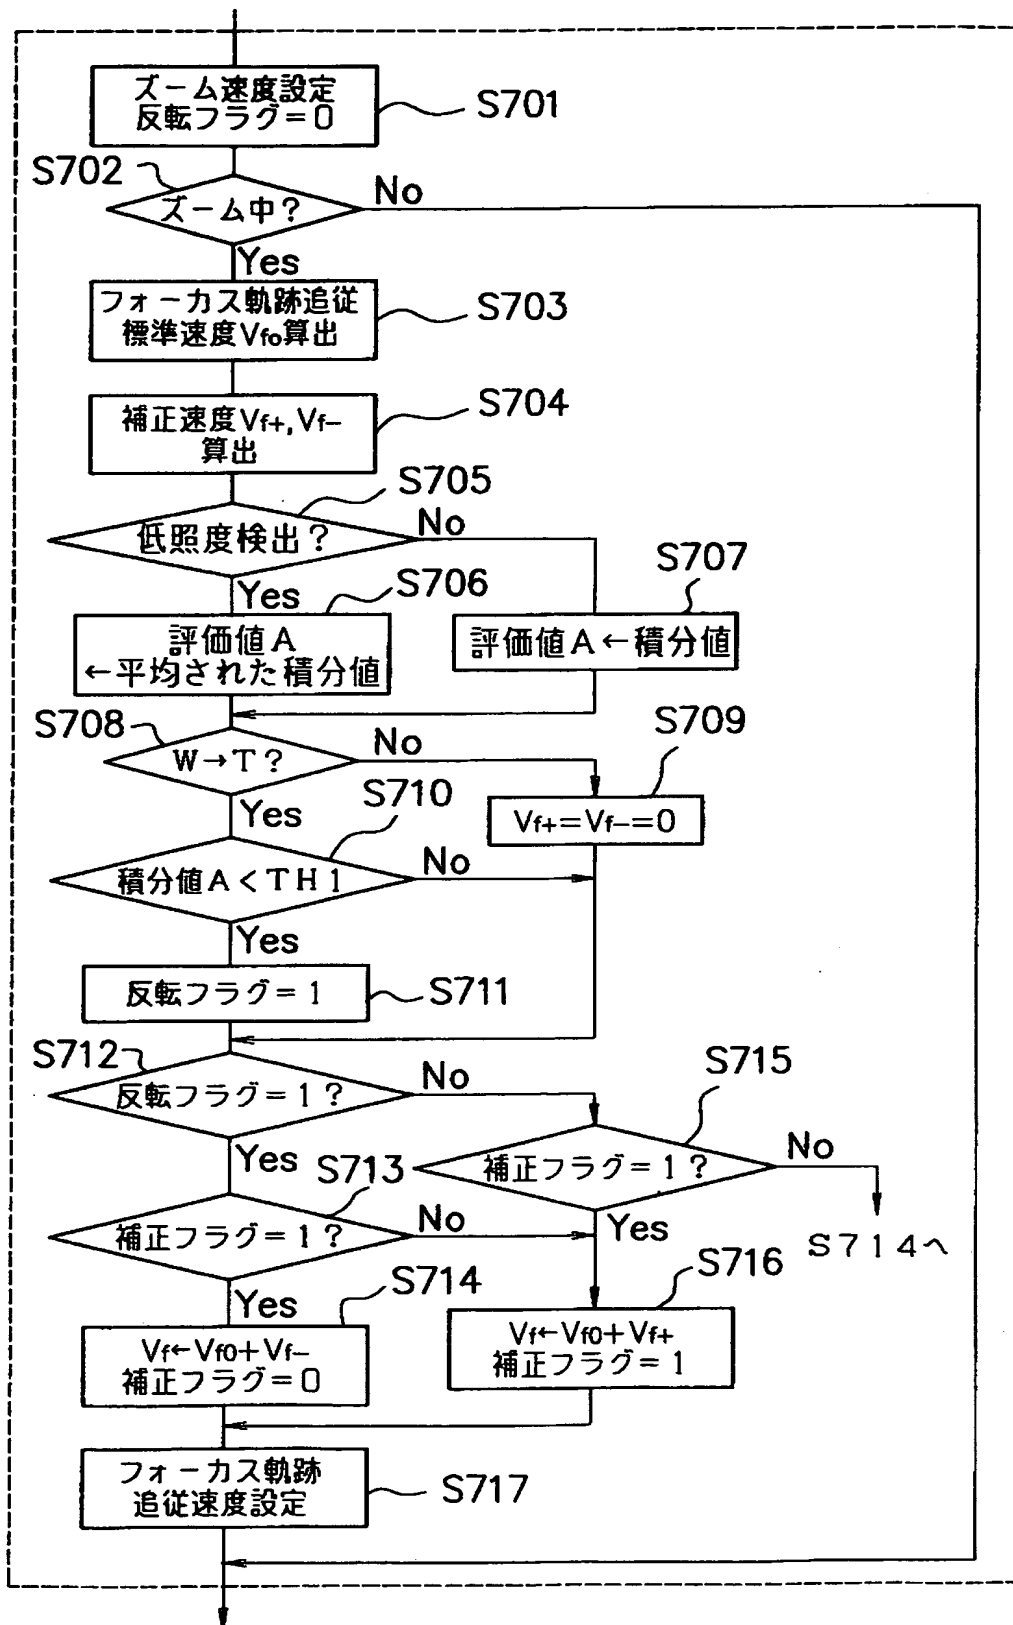 ズーム速度設定
反転フラグ=0
S701
S702
ズーム中?
No
Yes
フォーカス軌跡追従
標準速度Vfo算出
S703
補正速度Vf+,Vf-
算出
S704
S705
低照度検出?
No
Yes
S706
評価値A
←平均された積分値
S707
評価値A←積分値
S708
W→T?
No
S709
Vf+=Vf-=0
Yes
S710
積分値A<TH1
No
Yes
反転フラグ=1
S711
S712
反転フラグ=1?
No
S715
Yes
補正フラグ=1?
No
S714へ
S713
補正フラグ=1?
No
Yes
S716
Yes
S714
Vf←Vf0+Vf-
補正フラグ=0
Vf←Vf0+Vf+
補正フラグ=1
フォーカス軌跡
追従速度設定
S717